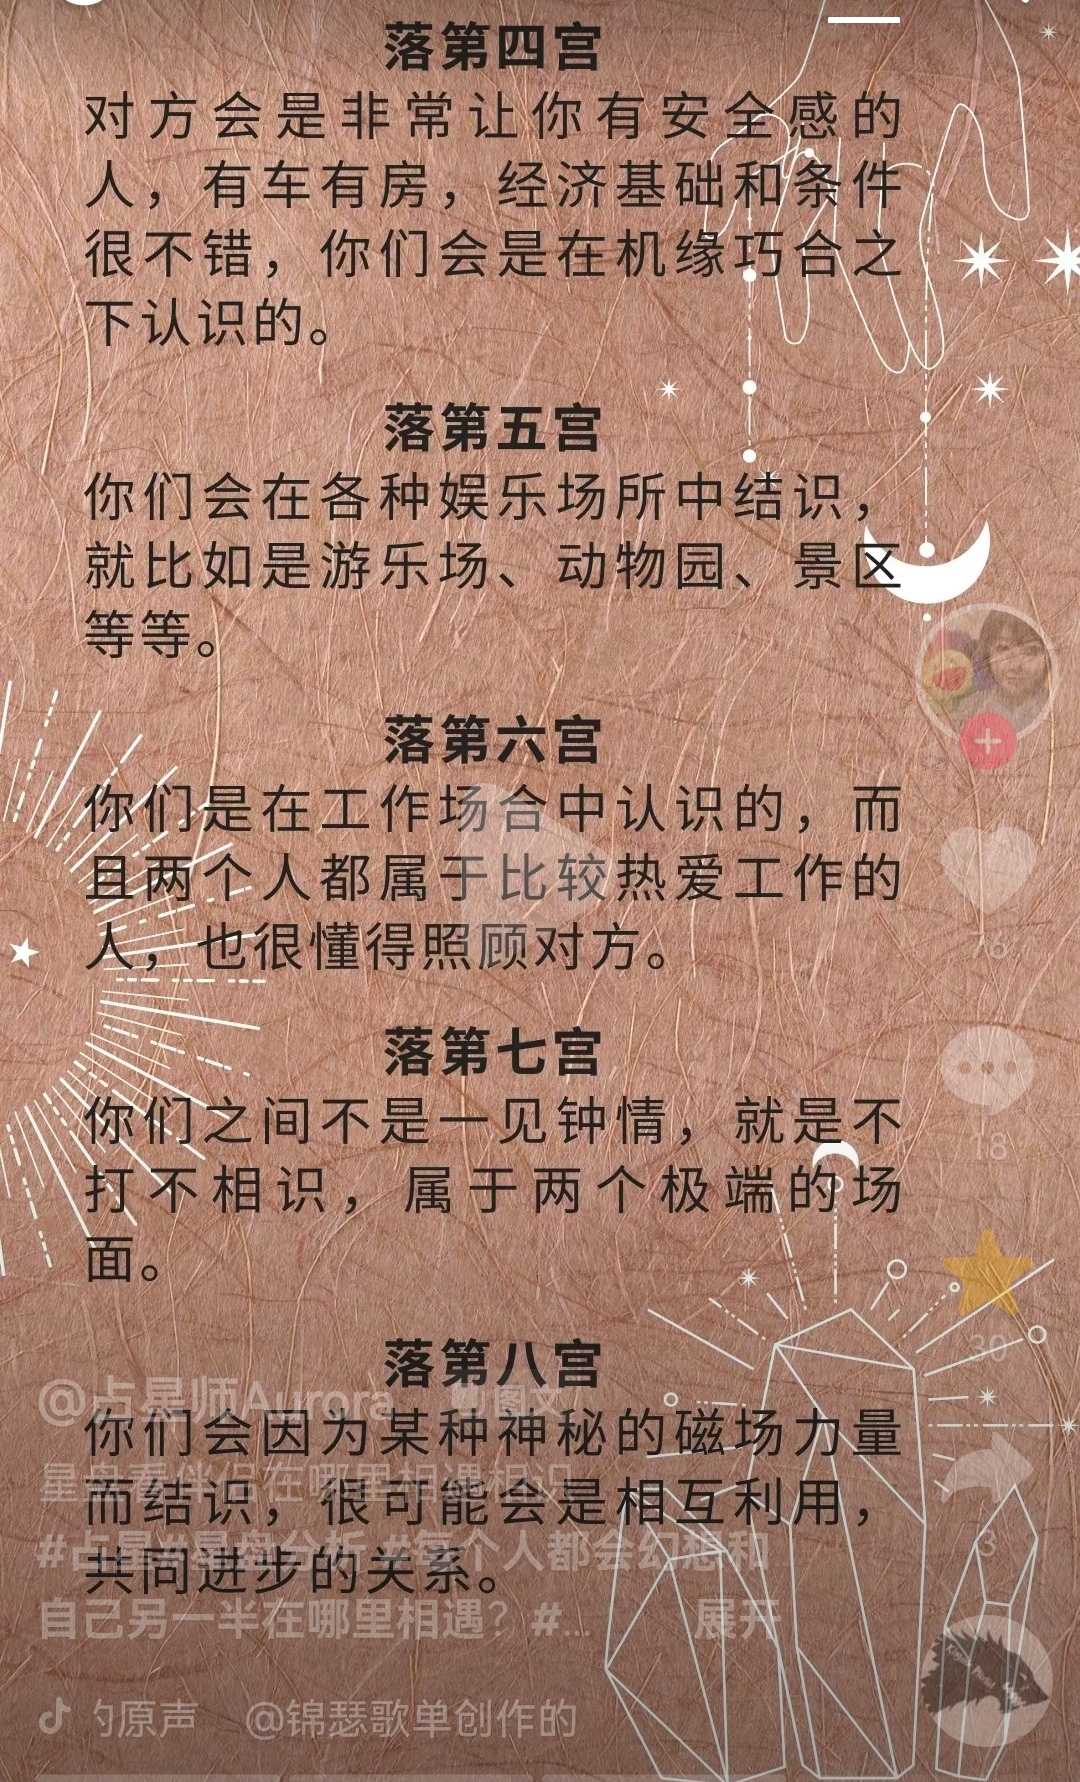 落第四宫
对方会是非常让你有安全感的
人，有车有房，经济基础和条件
很不错，你们会是在机缘巧合之
下认识的。
落第五宫
你们会在各种娱乐场所中结识，
就比如是游乐场、动物园、景区
等等。
落第六宫
你们是在工作场合中认识的，而
且两个人都属于比较热爱工作的
人，也很懂得照顾对方。
76
落第七宫
你们之间不是一见钟情，就是不
打不相识，属于两个极端的场
面。
18
落第八宫
30
@占星师Aurora 图文
你们会因为某种神秘的磁场力量
星盘看伴侣在哪里相遇相识
而结识，很可能会是相互利用，
#占星#星盘分析 #每个人都会幻想和
3
共同进步的关系。
自己另一半在哪里相遇？#... 展开
的原声 @锦瑟歌单创作的